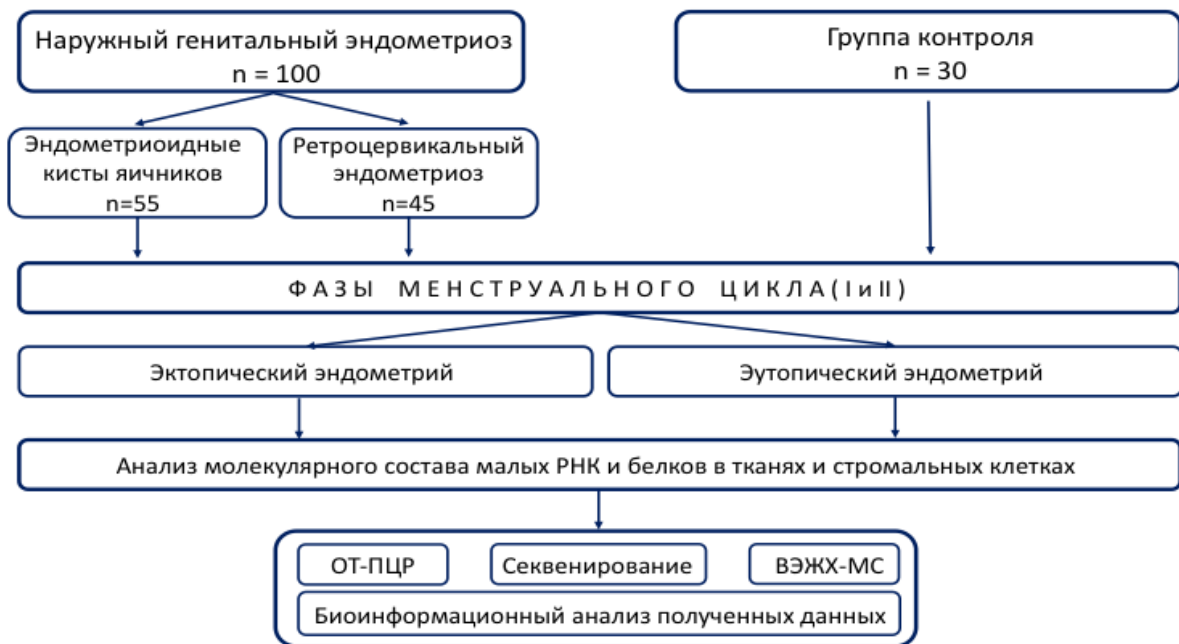 Наружный генитальный эндометриоз
n = 100
Группа контроля
n = 30
Эндометриоидные
кисты яичников
n=55
Ретроцервикальный
эндометриоз
n=45
Ф А З Ы М Е Н С Т Р У А Л Ь Н О Г О Ц И К Л А ( I и II )
Эктопический эндометрий
Эутопический эндометрий
Анализ молекулярного состава малых РНК и белков в тканях и стромальных клетках
ОТ-ПЦР
Секвенирование
ВЭЖХ-МС
Биоинформационный анализ полученных данных